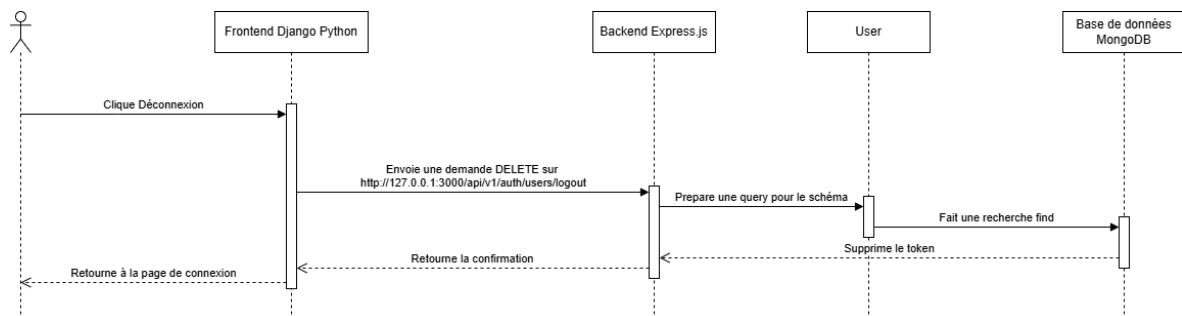 Frontend Django Python
Backend Express.js
User
Base de données
MongoDB
Clique Déconnexion
Envoie une demande DELETE sur
http://127.0.0.1:3000/api/v1/auth/users/logout
Prepare une query pour le schéma
Fait une recherche find
Supprime le token
Retourne la confirmation
Retourne à la page de connexion